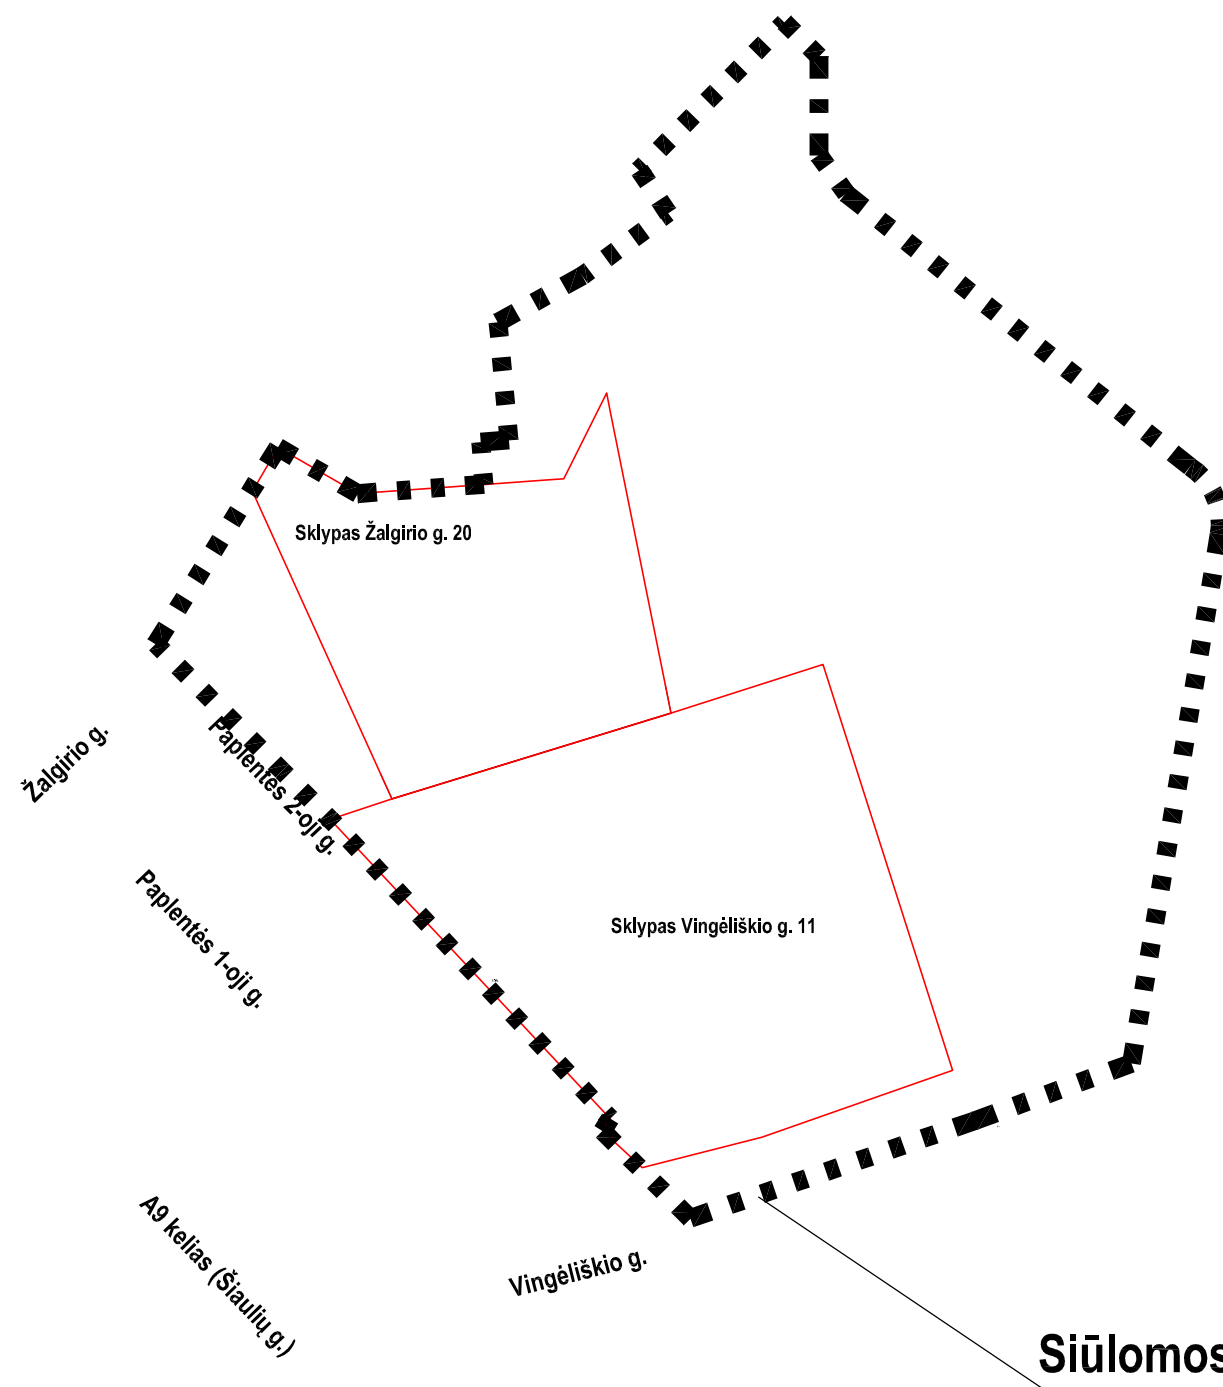 Sklypas Žalgirio g. 20
Žalgirio g.
Paplentės 2-oji g.
Paplentės 1-oji g.
Sklypas Vingėliškio g. 11
A9 kelias (Šiaulių g.)
Vingėliškio g.
Siūlomos